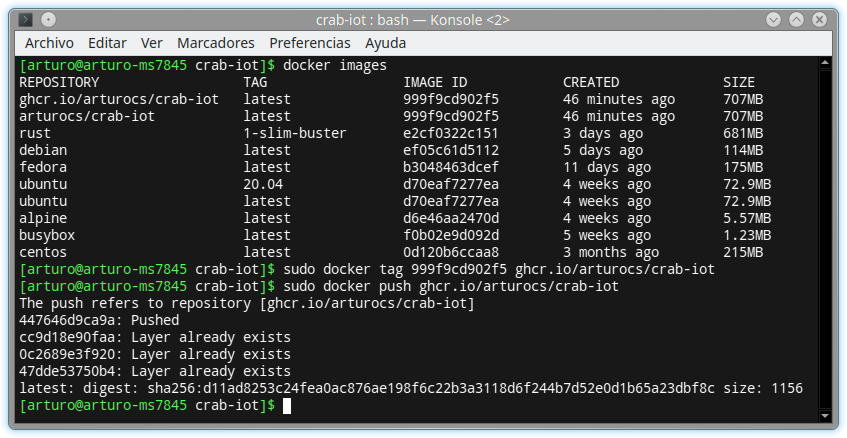 crab-iot : bash — Konsole <2>
Archivo Editar Ver Marcadores Preferencias Ayuda
[arturo@arturo-ms7845 crab-iot]$ docker images
REPOSITORY TAG IMAGE ID CREATED SIZE
ghcr.io/arturocs/crab-iot latest 999f9cd902f5 46 minutes ago 707MB
arturocs/crab-iot latest 999f9cd902f5 46 minutes ago 707MB
rust 1-slim-buster e2cf0322c151 3 days ago 681MB
debian latest ef05c61d5112 5 days ago 114MB
fedora latest b3048463dcef 11 days ago 175MB
ubuntu 20.04 d70eaf7277ea 4 weeks ago 72.9MB
ubuntu latest d70eaf7277ea 4 weeks ago 72.9MB
alpine latest d6e46aa2470d 4 weeks ago 5.57MB
busybox latest f0b02e9d092d 5 weeks ago 1.23MB
centos latest 0d120b6ccaa8 3 months ago 215MB
[arturo@arturo-ms7845 crab-iot]$ sudo docker tag 999f9cd902f5 ghcr.io/arturocs/crab-iot
[arturo@arturo-ms7845 crab-iot]$ sudo docker push ghcr.io/arturocs/crab-iot
The push refers to repository [ghcr.io/arturocs/crab-iot]
447646d9ca9a: Pushed
cc9d18e90faa: Layer already exists
0c2689e3f920: Layer already exists
47dde53750b4: Layer already exists
latest: digest: sha256:d11ad8253c24fea0ac876ae198f6c22b3a3118d6f244b7d52e0d1b65a23dbf8c size: 1156
[arturo@arturo-ms7845 crab-iot]$